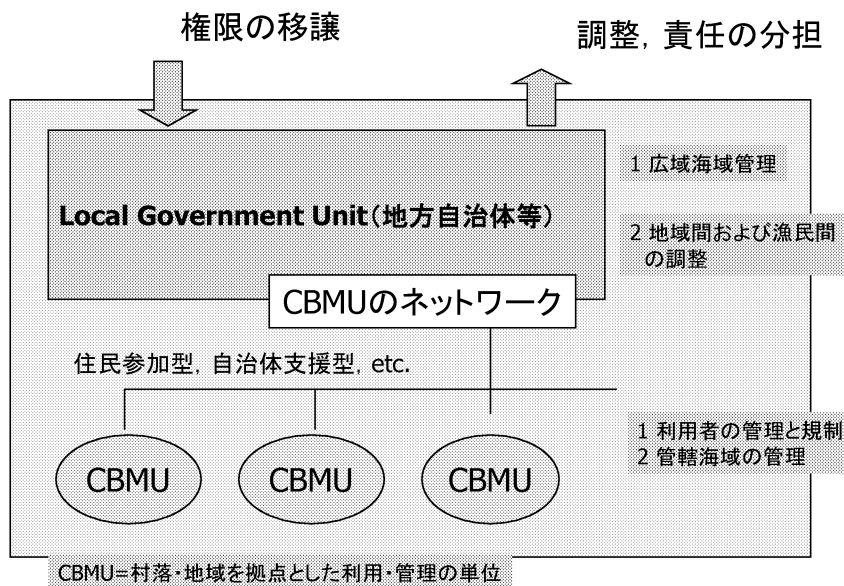 権限の移譲
調整, 責任の分担
1 広域海域管理
Local Government Unit(地方自治体等)
2 地域間および漁民間
の調整
CBMUのネットワーク
住民参加型, 自治体支援型, etc.
1 利用者の管理と規制
2 管轄海域の管理
CBMU
CBMU
CBMU
CBMU=村落・地域を拠点とした利用・管理の単位